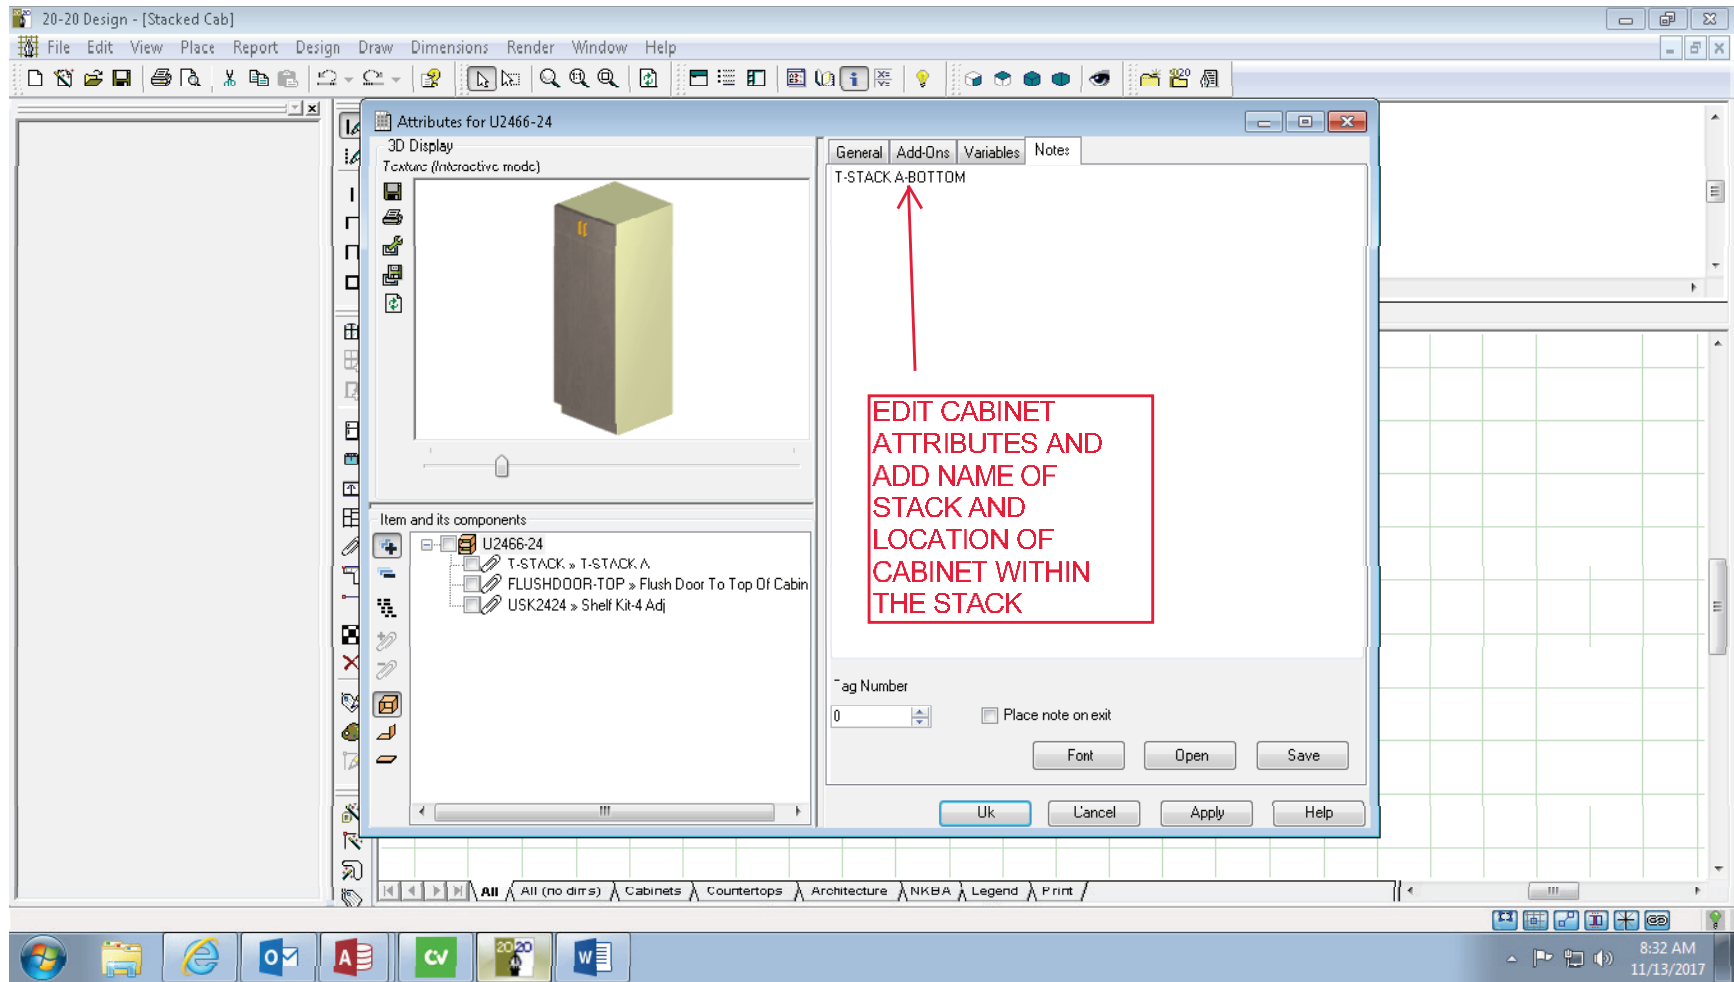 20-20 Design - [Stacked Cab]
File Edit View Place Report Design Draw Dimensions Render Window Help
Attributes for U2466-24
3D Display
Texture (Interactive mode)
General Add-Ons Variables Notes
T-STACK A-BOTTOM
EDIT CABINET
ATTRIBUTES AND
ADD NAME OF
STACK AND
LOCATION OF
CABINET WITHIN
THE STACK
Item and its components
U2466-24
T-STACK » T-STACK A
FLUSHDOOR-TOP » Flush Door To Top Of Cabin
USK2424 » Shelf Kit-4 Adj
Tag Number
0
Place note on exit
Font Open Save
Ok Cancel Apply Help
All All (no dims) Cabinets Countertops Architecture NKBA Legend Print
20 20
CV
8:32 AM
11/13/2017